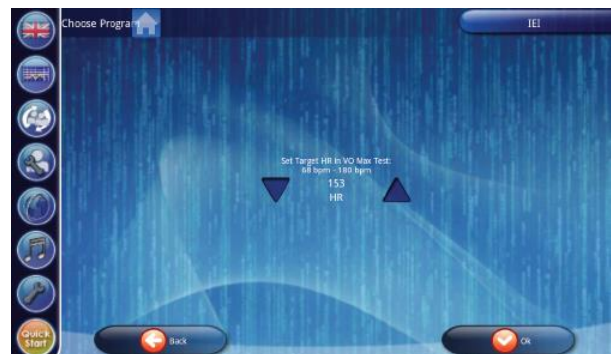 Choose Program
IEI
Set Target HR in VO Max Test:
68 bpm - 180 bpm
153
HR
Quick
Start
Back
Ok